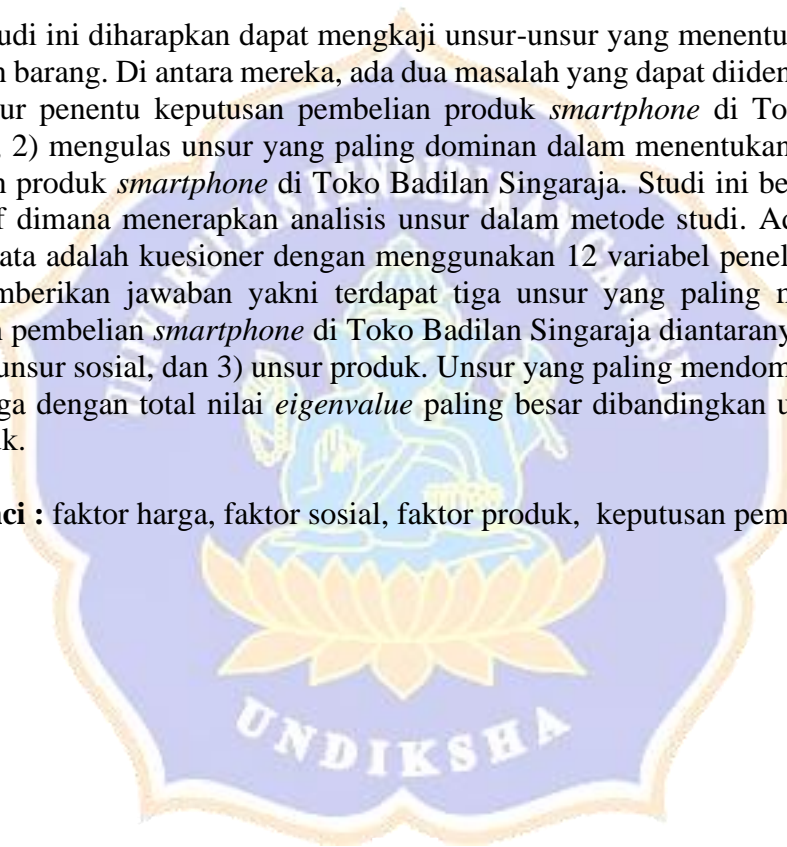 udi ini diharapkan dapat mengkaji unsur-unsur yang menentu
n barang. Di antara mereka, ada dua masalah yang dapat diiden
ur penentu keputusan pembelian produk smartphone di To
2) mengulas unsur yang paling dominan dalam menentukan
n produk smartphone di Toko Badilan Singaraja. Studi ini be
f dimana menerapkan analisis unsur dalam metode studi. Ad
ata adalah kuesioner dengan menggunakan 12 variabel penel
mberikan jawaban yakni terdapat tiga unsur yang paling m
n pembelian smartphone di Toko Badilan Singaraja diantarany
unsur sosial, dan 3) unsur produk. Unsur yang paling mendom
ga dengan total nilai eigenvalue paling besar dibandingkan u
k.
nci : faktor harga, faktor sosial, faktor produk, keputusan pem
UNIVERSITAS PENDIDIKAN GANESHA
UNDIKSHA